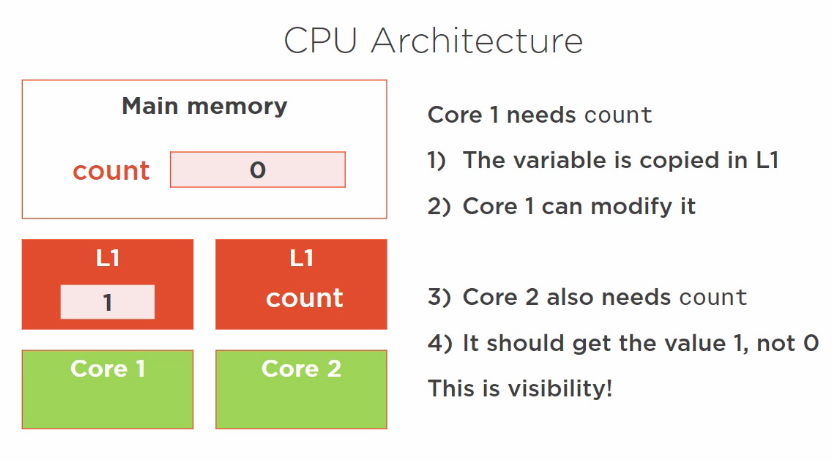 CPU Architecture
Main memory
count 0
L1
1
L1
count
Core 1
Core 2
Core 1 needs count
1) The variable is copied in L1
2) Core 1 can modify it
3) Core 2 also needs count
4) It should get the value 1, not 0
This is visibility!